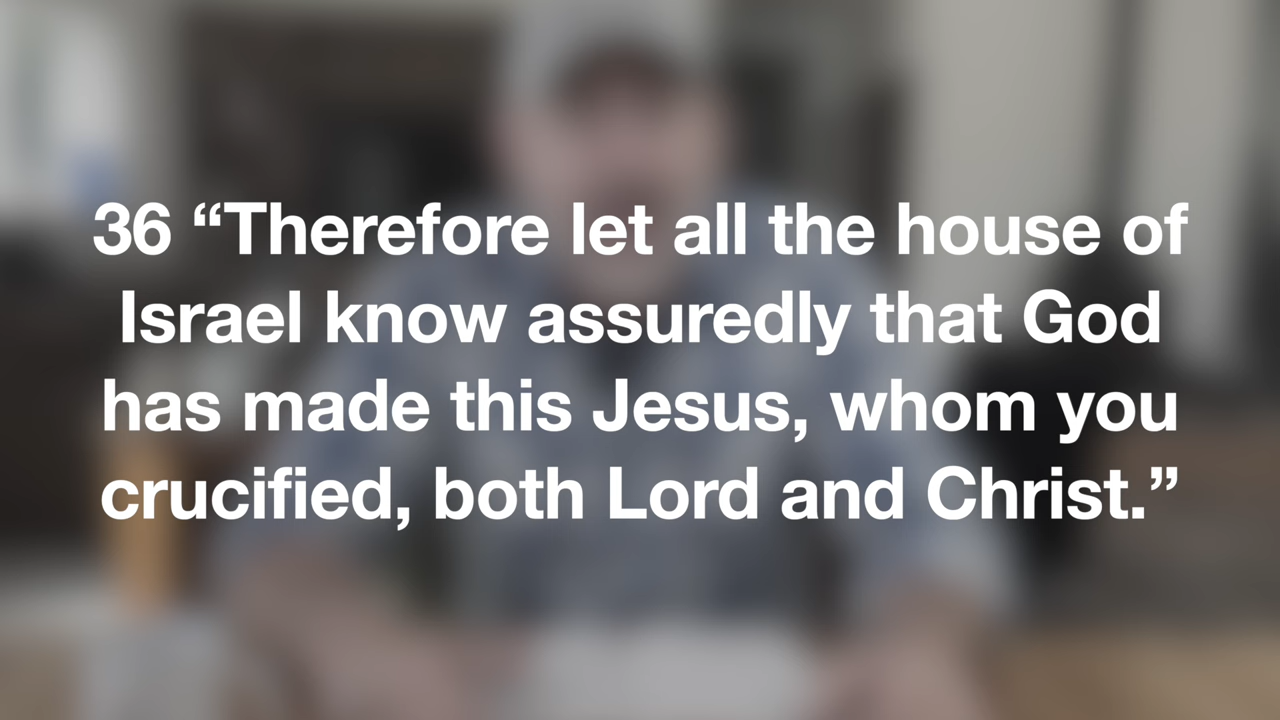 36 “Therefore let all the house of
Israel know assuredly that God
has made this Jesus, whom you
crucified, both Lord and Christ.”